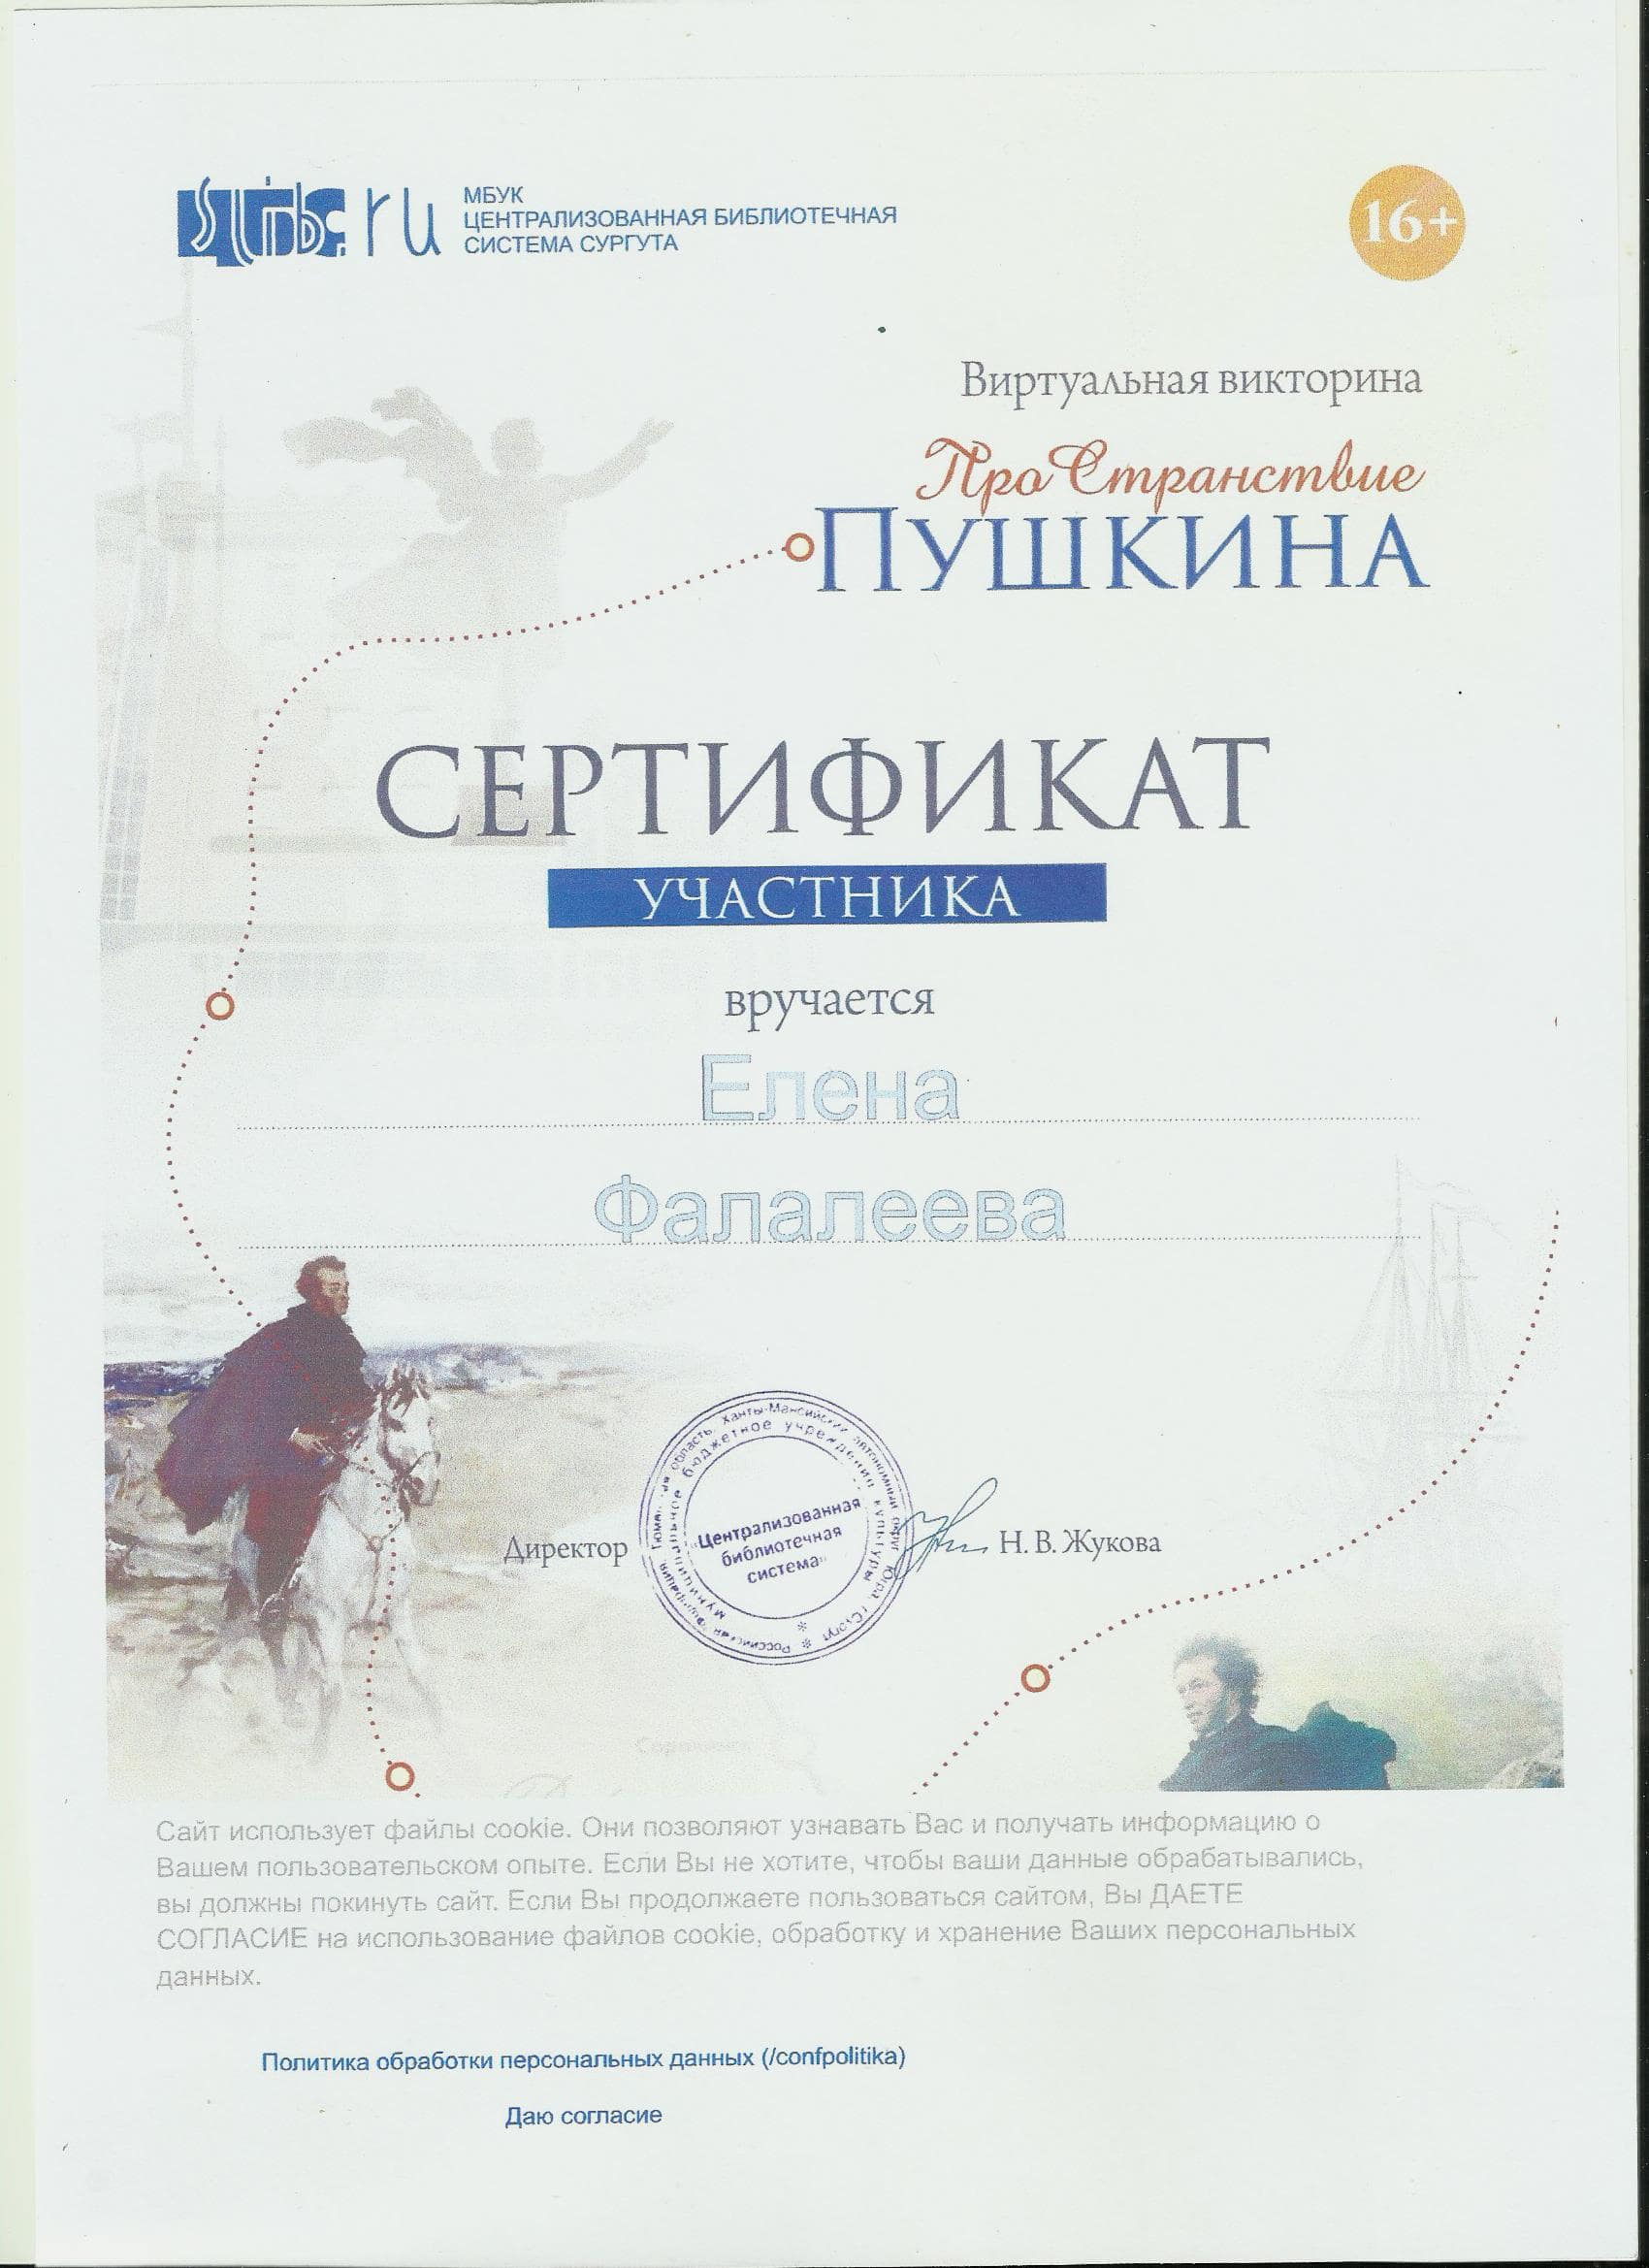 ЦБС ru
МБУК
ЦЕНТРАЛИЗОВАННАЯ БИБЛИОТЕЧНАЯ
СИСТЕМА СУРГУТА
16+
Виртуальная викторина
ПроСтранствие
ПУШКИНА
СЕРТИФИКАТ
УЧАСТНИКА
вручается
Елена
Фалалеева
Директор
Ханты-Мансийский автономный округ Югра г.Сургут * Российская Федерация
Муниципальное бюджетное учреждение культуры *
"Централизованная
библиотечная
система"
Н. В. Жукова
Сайт использует файлы cookie. Они позволяют узнавать Вас и получать информацию о
Вашем пользовательском опыте. Если Вы не хотите, чтобы ваши данные обрабатывались,
вы должны покинуть сайт. Если Вы продолжаете пользоваться сайтом, Вы ДАЕТЕ
СОГЛАСИЕ на использование файлов cookie, обработку и хранение Ваших персональных
данных.
Политика обработки персональных данных (/confpolitika)
Даю согласие